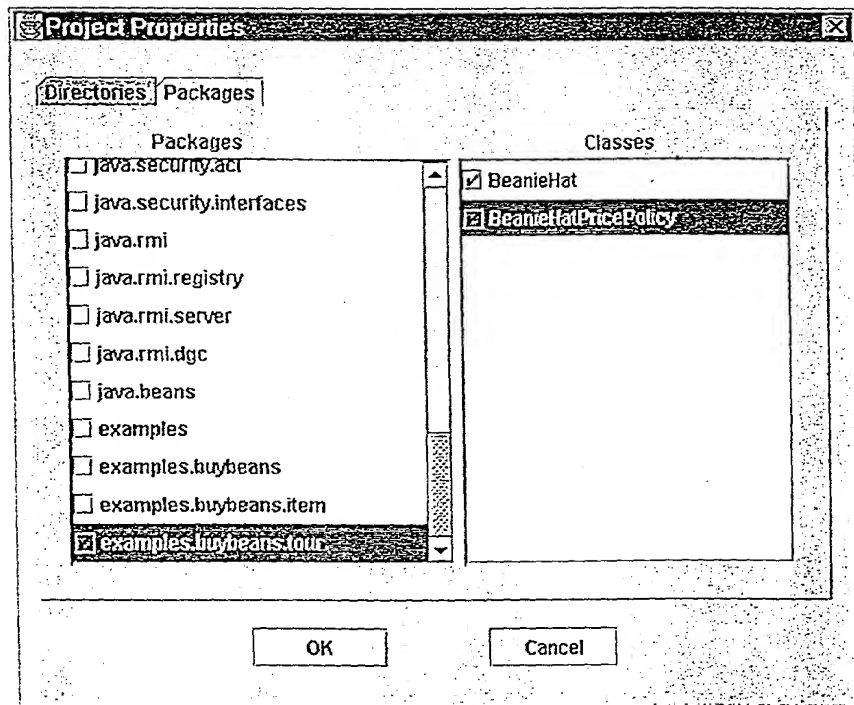 Project Properties
Directories Packages
Packages
java.security.acl
java.security.interfaces
java.rmi
java.rmi.registry
java.rmi.server
java.rmi.dgc
java.beans
examples
examples.buybeans
examples.buybeans.item
examples.buybeans.tour
Classes
BeanieHat
BeanieHatPricePolicy
OK Cancel